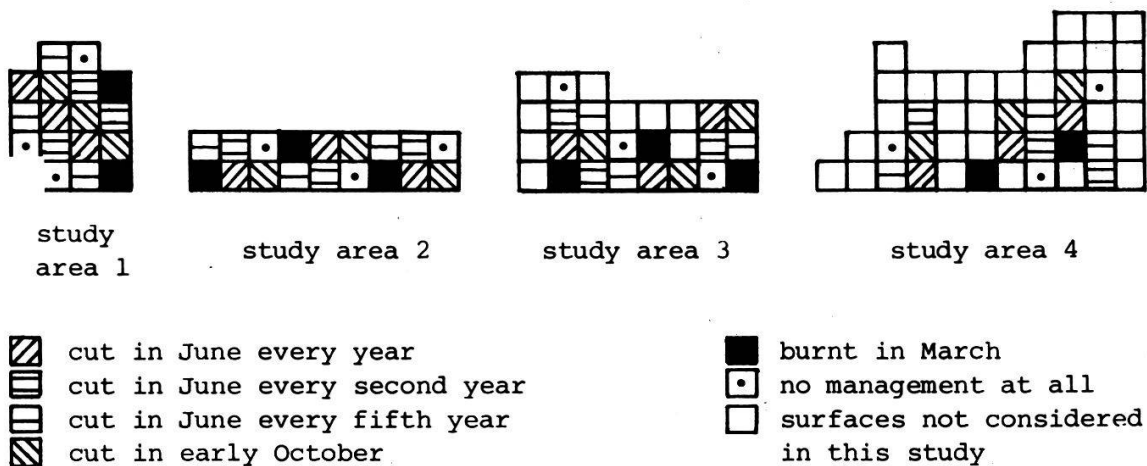 study
area 1
study area 2
study area 3
study area 4
cut in June every year
cut in June every second year
cut in June every fifth year
cut in early October
burnt in March
no management at all
surfaces not considered
in this study